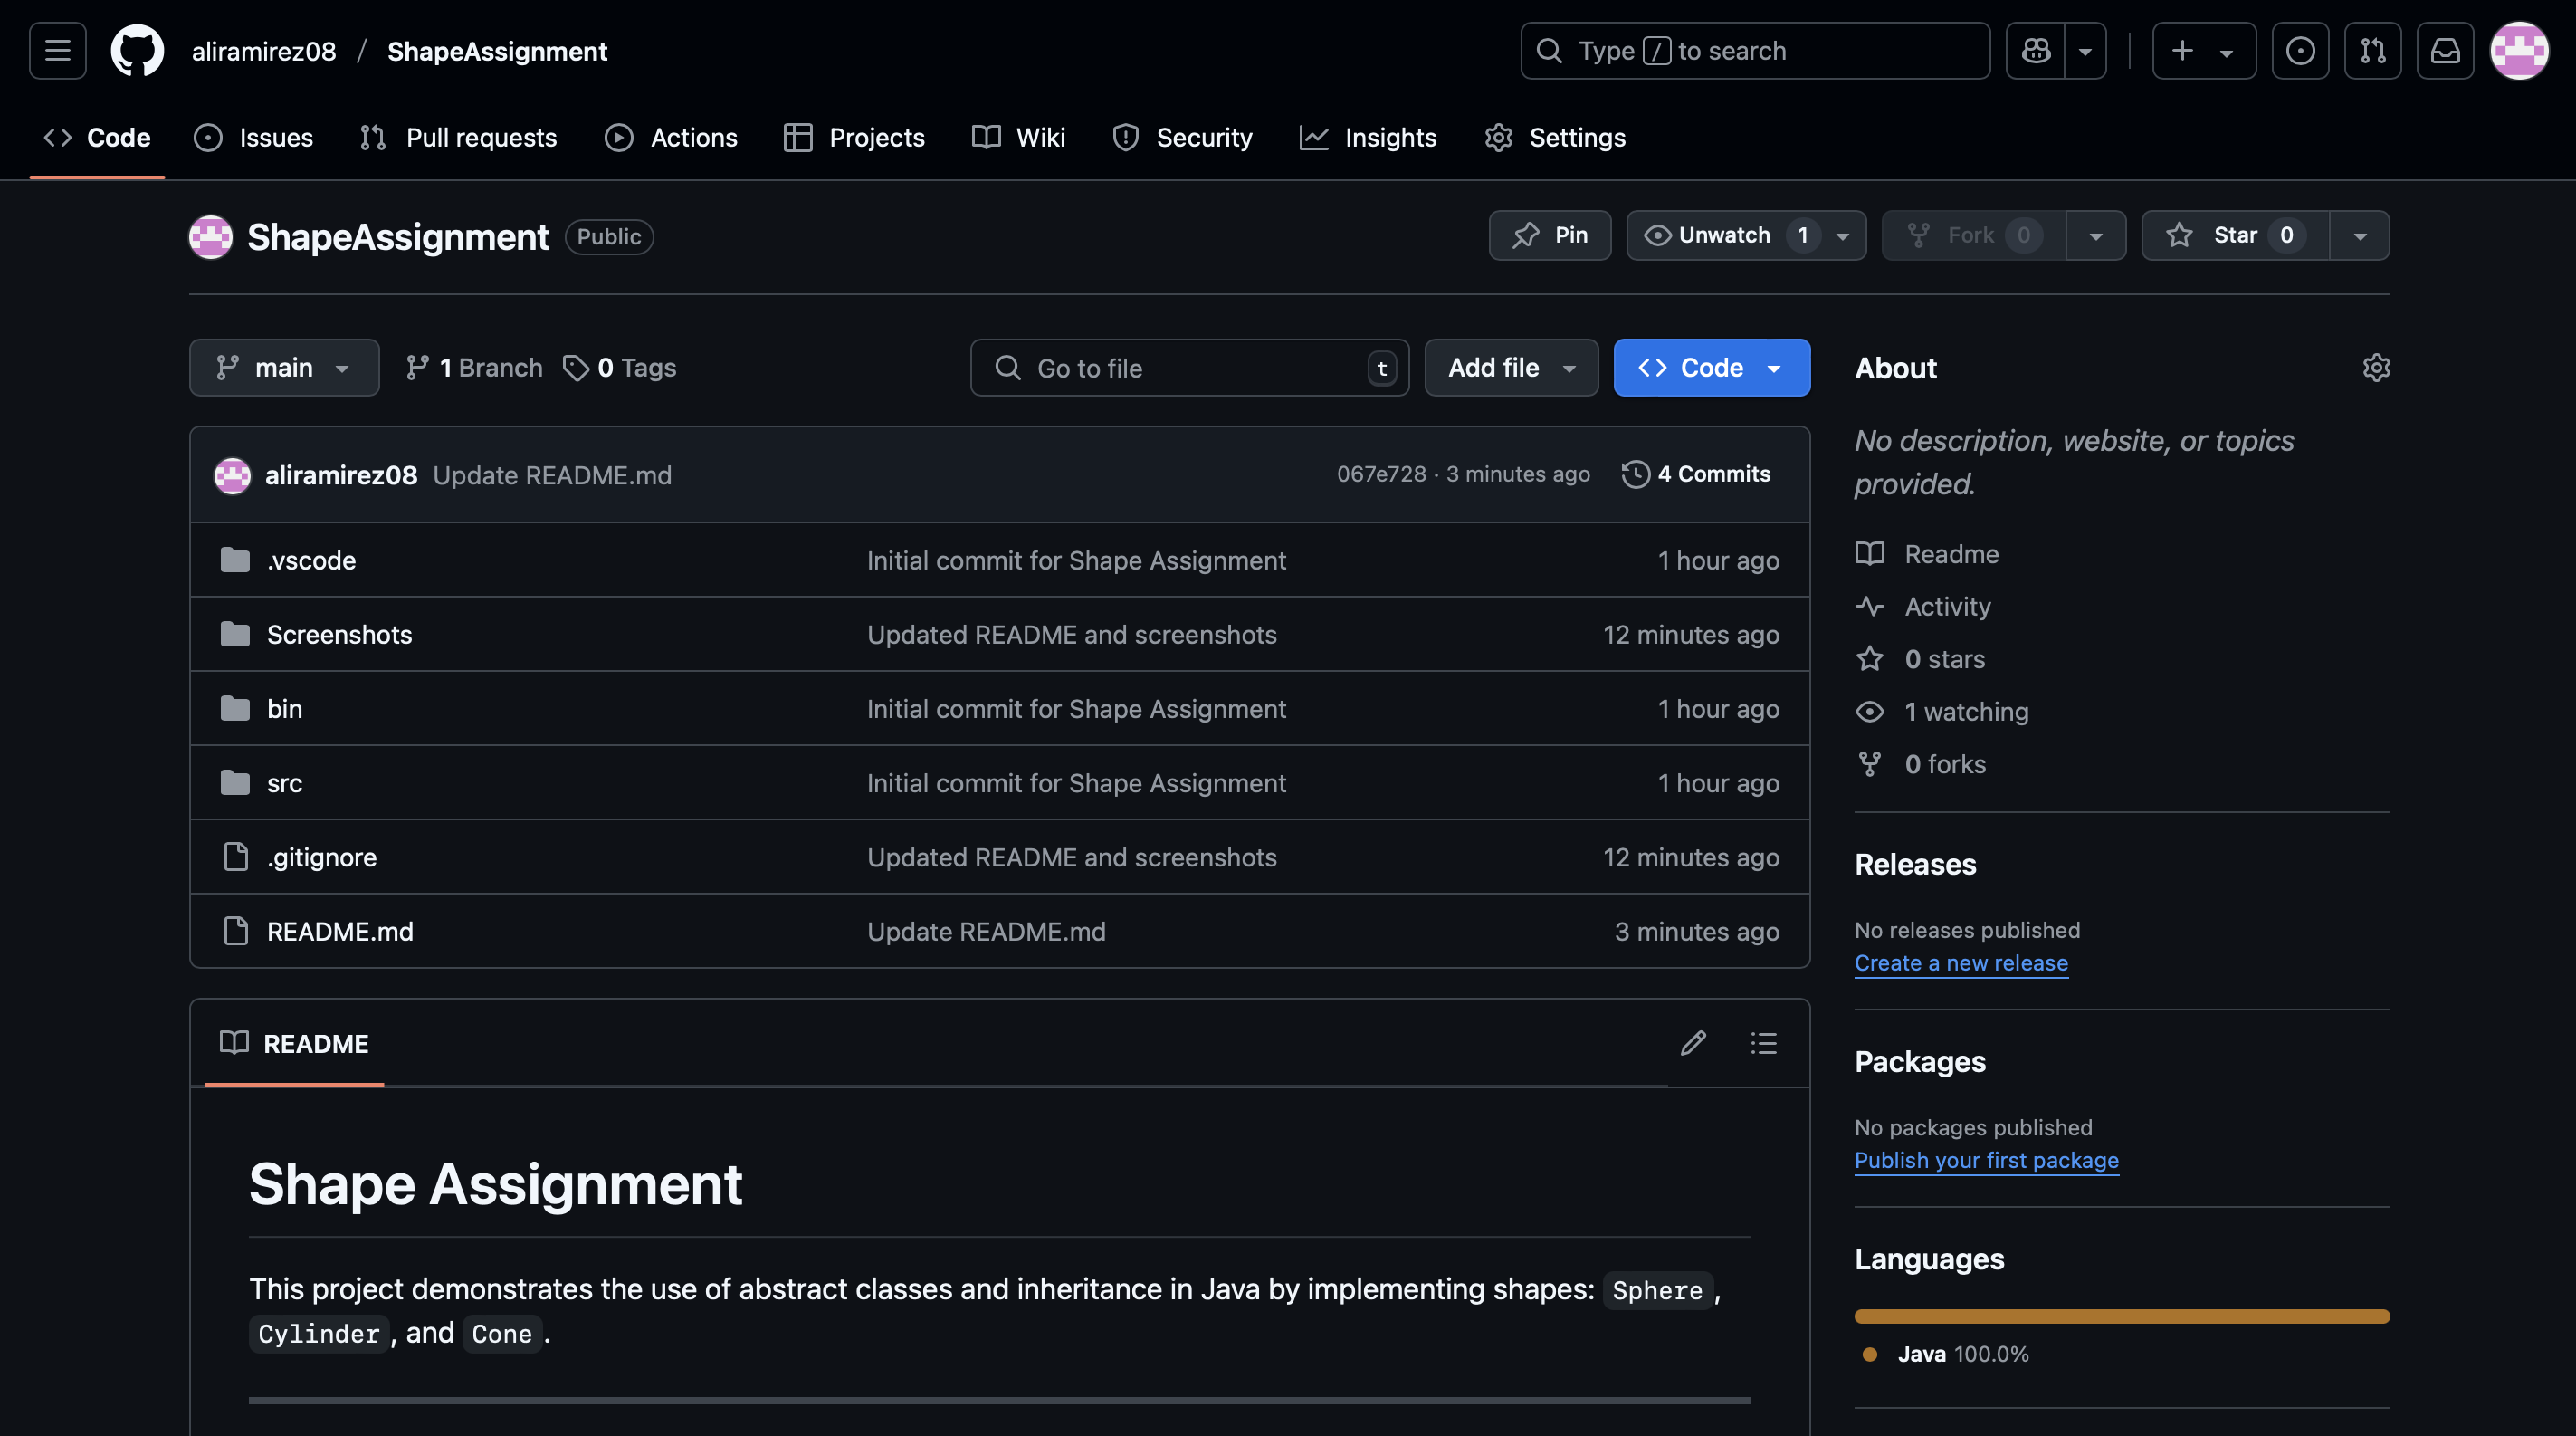 aliramirez08 / ShapeAssignment
Type / to search
Code Issues Pull requests Actions Projects Wiki Security Insights Settings
ShapeAssignment Public
Pin Unwatch 1 Fork 0 Star 0
main 1 Branch 0 Tags Go to file t Add file Code
aliramirez08 Update README.md 067e728 · 3 minutes ago 4 Commits
.vscode Initial commit for Shape Assignment 1 hour ago
Screenshots Updated README and screenshots 12 minutes ago
bin Initial commit for Shape Assignment 1 hour ago
src Initial commit for Shape Assignment 1 hour ago
.gitignore Updated README and screenshots 12 minutes ago
README.md Update README.md 3 minutes ago
README
Shape Assignment
This project demonstrates the use of abstract classes and inheritance in Java by implementing shapes: Sphere,
Cylinder, and Cone.
About
No description, website, or topics
provided.
Readme
Activity
0 stars
1 watching
0 forks
Releases
No releases published
Create a new release
Packages
No packages published
Publish your first package
Languages
Java 100.0%